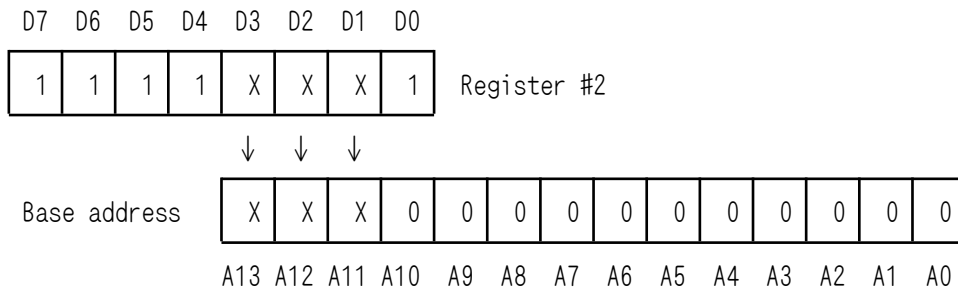 D7 D6 D5 D4 D3 D2 D1 D0
1 1 1 1 X X X 1 Register #2
↓ ↓ ↓
Base address X X X 0 0 0 0 0 0 0 0 0 0 0
A13 A12 A11 A10 A9 A8 A7 A6 A5 A4 A3 A2 A1 A0